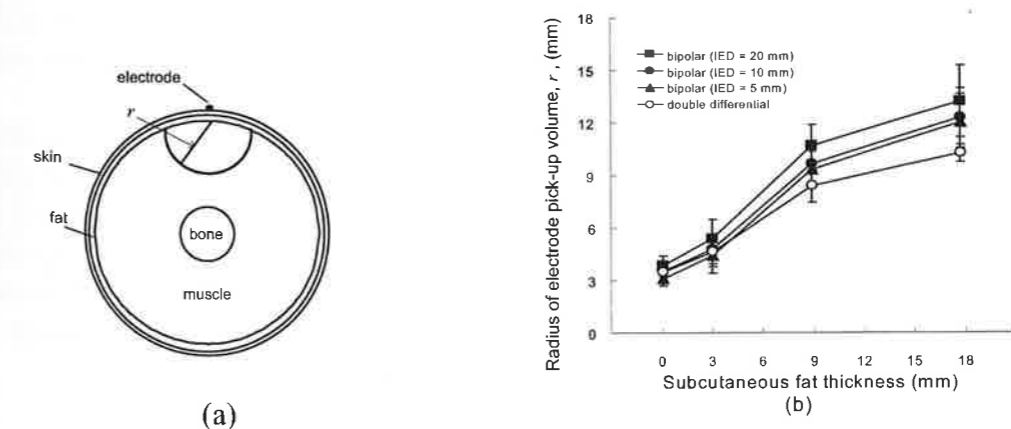 electrode
r
skin
fat
bone
muscle
(a)
Radius of electrode pick-up volume, r , (mm)
18
15
12
9
6
3
0
bipolar (IED = 20 mm)
bipolar (IED = 10 mm)
bipolar (IED = 5 mm)
double differential
0 3 6 9 12 15 18
Subcutaneous fat thickness (mm)
(b)